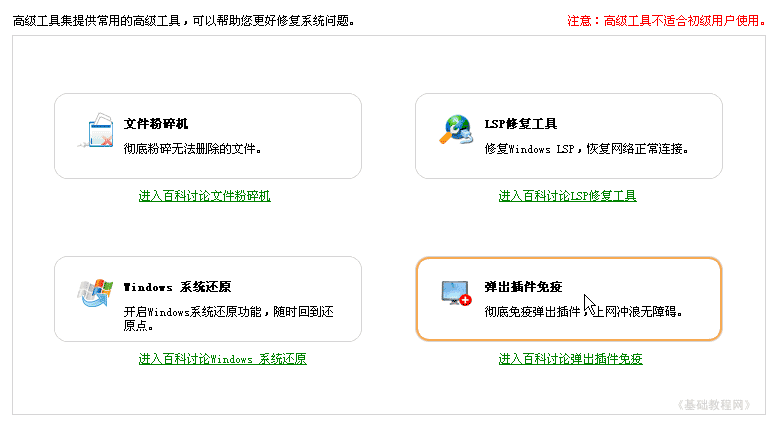 高级工具集提供常用的高级工具，可以帮助您更好修复系统问题。
注意：高级工具不适合初级用户使用。
文件粉碎机
彻底粉碎无法删除的文件。
进入百科讨论文件粉碎机
LSP修复工具
修复Windows LSP，恢复网络正常连接。
进入百科讨论LSP修复工具
Windows 系统还原
开启Windows系统还原功能，随时回到还
原点。
进入百科讨论Windows 系统还原
弹出插件免疫
彻底免疫弹出插件，上网冲浪无障碍。
进入百科讨论弹出插件免疫
《基础教程网》